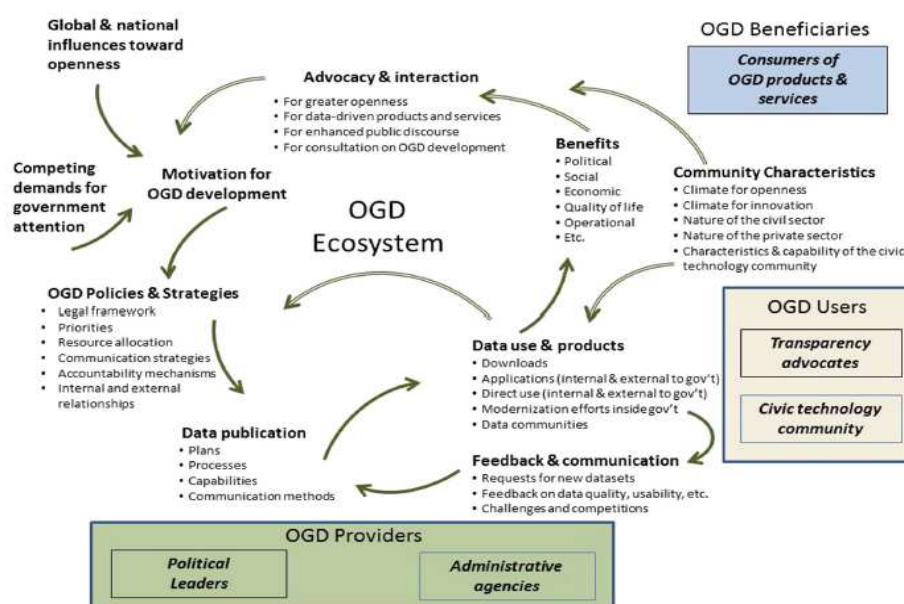 Global & national
influences toward
openness
OGD Beneficiaries
Consumers of
OGD products &
services
Advocacy & interaction
• For greater openness
• For data-driven products and services
• For enhanced public discourse
• For consultation on OGD development
Benefits
• Political
• Social
• Economic
• Quality of life
• Operational
• Etc.
Community Characteristics
• Climate for openness
• Climate for innovation
• Nature of the civil sector
• Nature of the private sector
• Characteristics & capability of the civic
technology community
Competing
demands for
government
attention
Motivation for
OGD development
OGD
Ecosystem
OGD Policies & Strategies
• Legal framework
• Priorities
• Resource allocation
• Communication strategies
• Accountability mechanisms
• Internal and external
relationships
Data use & products
• Downloads
• Applications (internal & external to gov't)
• Direct use (internal & external to gov't)
• Modernization efforts inside gov't
• Data communities
OGD Users
Transparency
advocates
Civic technology
community
Data publication
• Plans
• Processes
• Capabilities
• Communication methods
Feedback & communication
• Requests for new datasets
• Feedback on data quality, usability, etc.
• Challenges and competitions
OGD Providers
Political
Leaders
Administrative
agencies